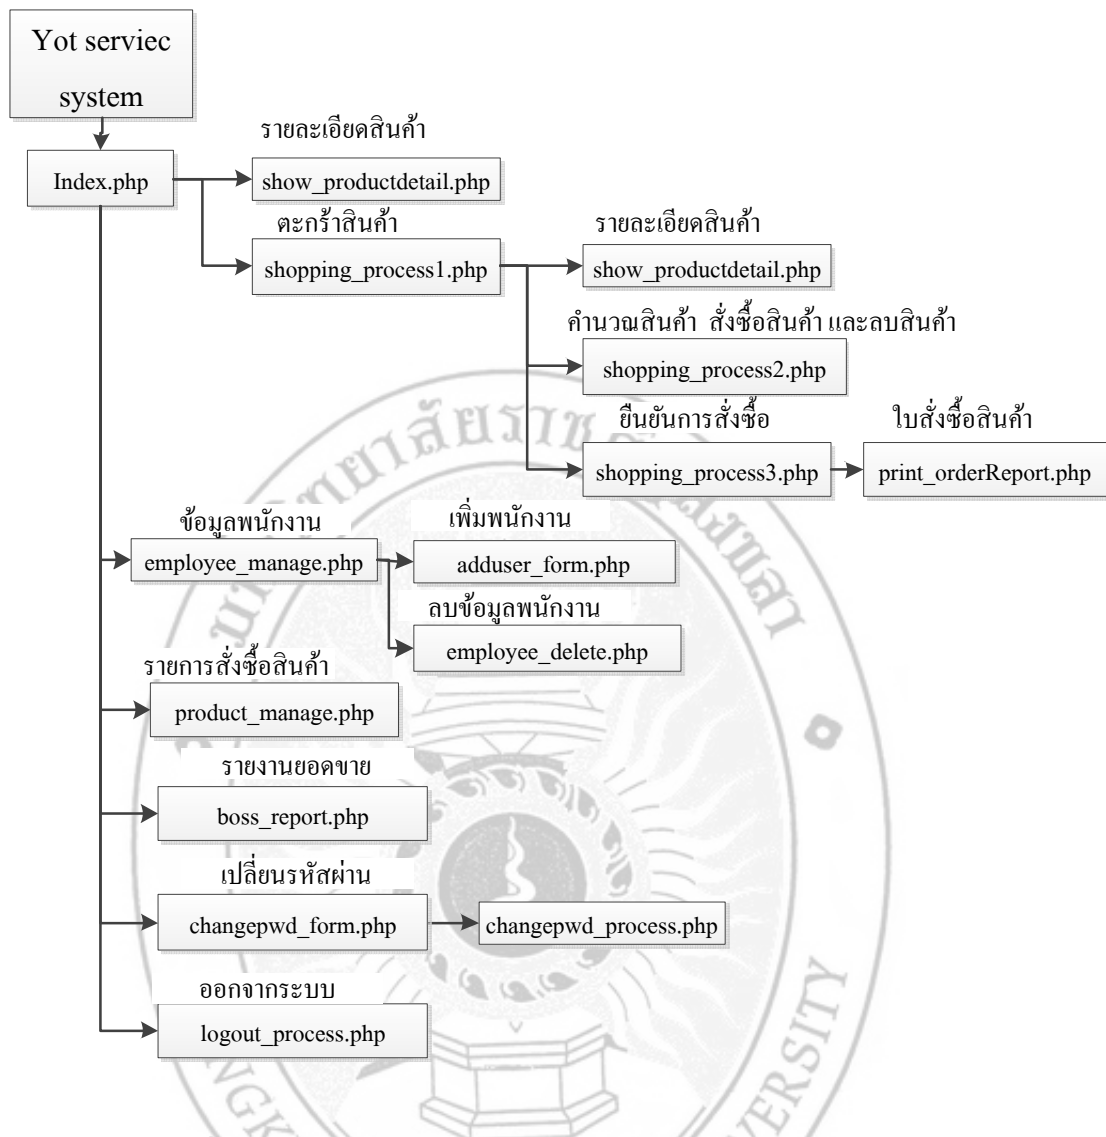 Yot serviec
system
Index.php
รายละเอียดสินค้า
show_productdetail.php
ตะกร้าสินค้า
shopping_process1.php
รายละเอียดสินค้า
show_productdetail.php
คำนวณสินค้า สั่งซื้อสินค้า และลบสินค้า
shopping_process2.php
ยืนยันการสั่งซื้อ
shopping_process3.php
ใบสั่งซื้อสินค้า
print_orderReport.php
ข้อมูลพนักงาน
employee_manage.php
เพิ่มพนักงาน
adduser_form.php
ลบข้อมูลพนักงาน
employee_delete.php
รายการสั่งซื้อสินค้า
product_manage.php
รายงานยอดขาย
boss_report.php
เปลี่ยนรหัสผ่าน
changepwd_form.php
changepwd_process.php
ออกจากระบบ
logout_process.php